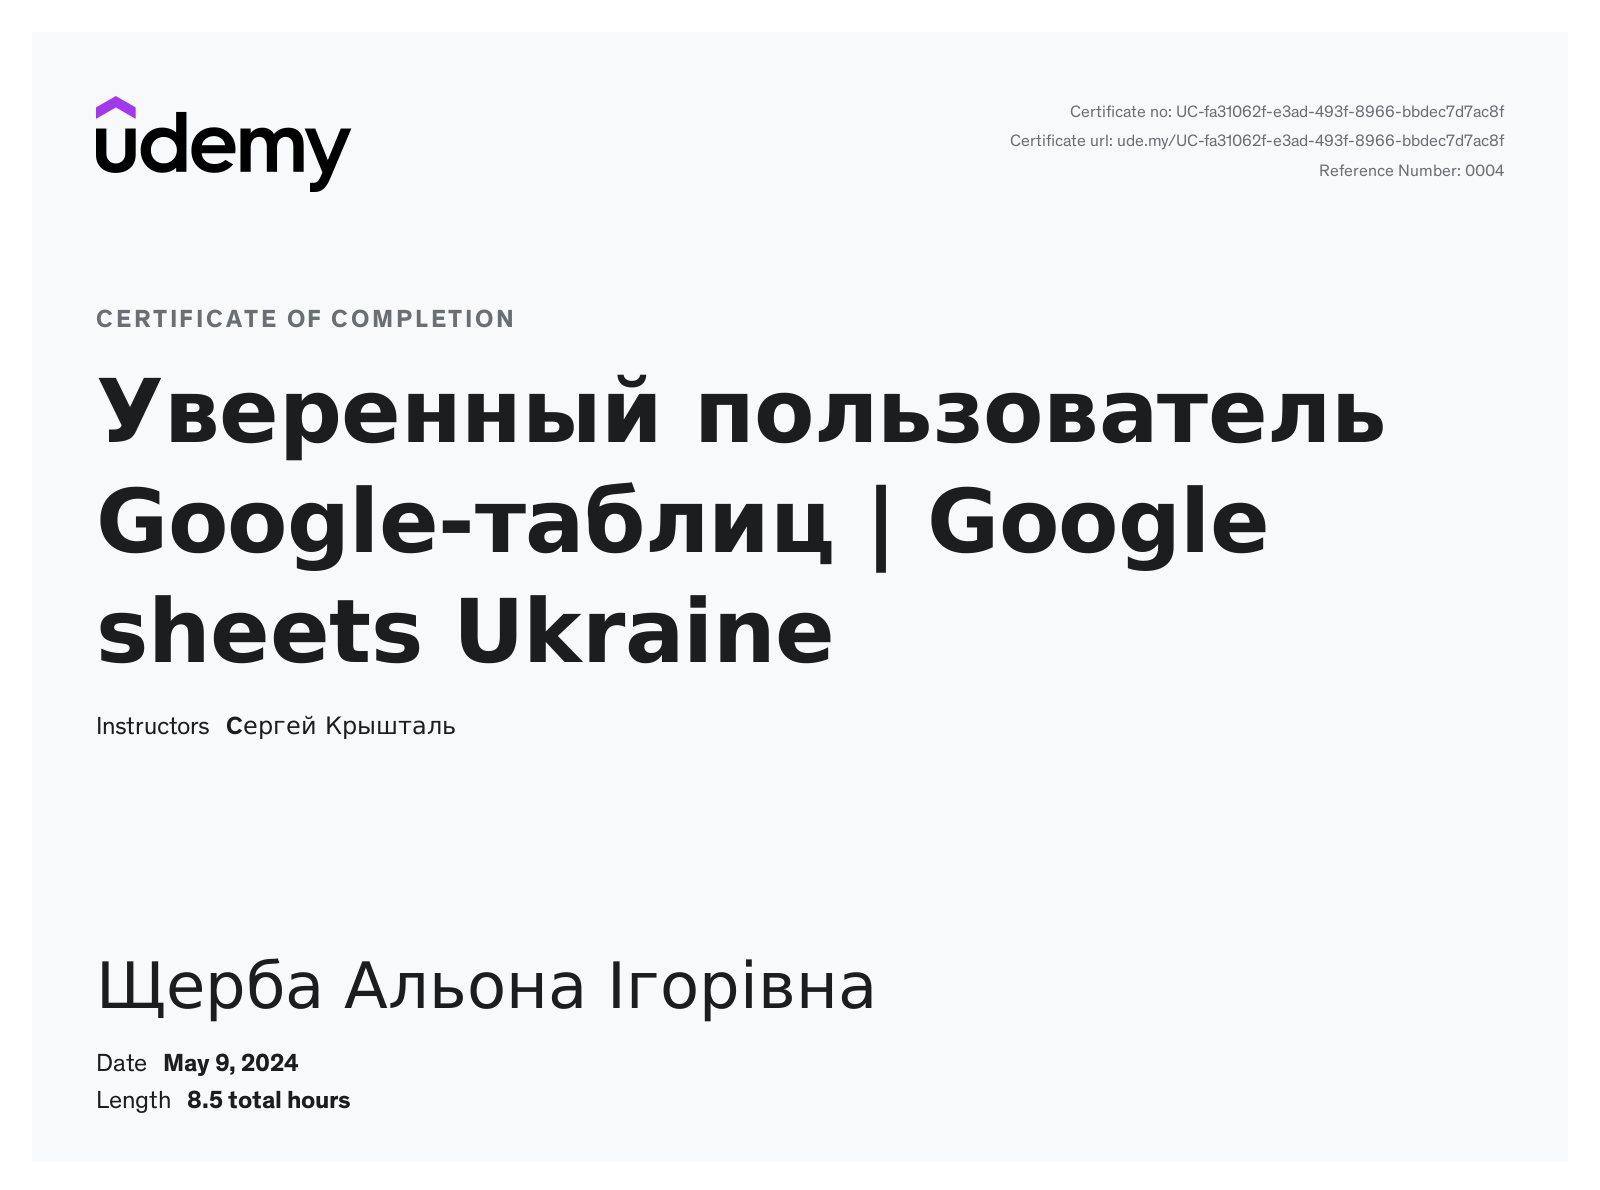 udemy
Certificate no: UC-fa31062f-e3ad-493f-8966-bbdec7d7ac8f
Certificate url: ude.my/UC-fa31062f-e3ad-493f-8966-bbdec7d7ac8f
Reference Number: 0004
CERTIFICATE OF COMPLETION
Уверенный пользователь
Google-таблиц | Google
sheets Ukraine
Instructors Сергей Крышталь
Щерба Альона Ігорівна
Date May 9, 2024
Length 8.5 total hours